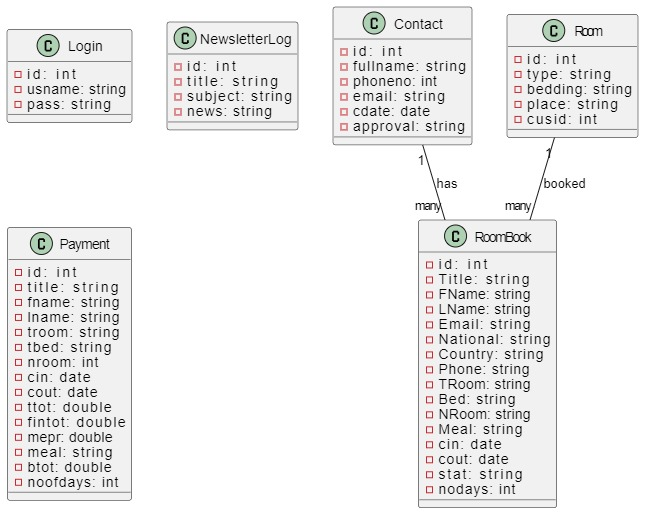 C Login
id: int
usname: string
pass: string
C NewsletterLog
id: int
title: string
subject: string
news: string
C Contact
id: int
fullname: string
phoneno: int
email: string
cdate: date
approval: string
C Room
id: int
type: string
bedding: string
place: string
cusid: int
1
has
many
1
booked
many
C Payment
id: int
title: string
fname: string
lname: string
troom: string
tbed: string
nroom: int
cin: date
cout: date
ttot: double
fintot: double
mepr: double
meal: string
btot: double
noofdays: int
C RoomBook
id: int
Title: string
FName: string
LName: string
Email: string
National: string
Country: string
Phone: string
TRoom: string
Bed: string
NRoom: string
Meal: string
cin: date
cout: date
stat: string
nodays: int